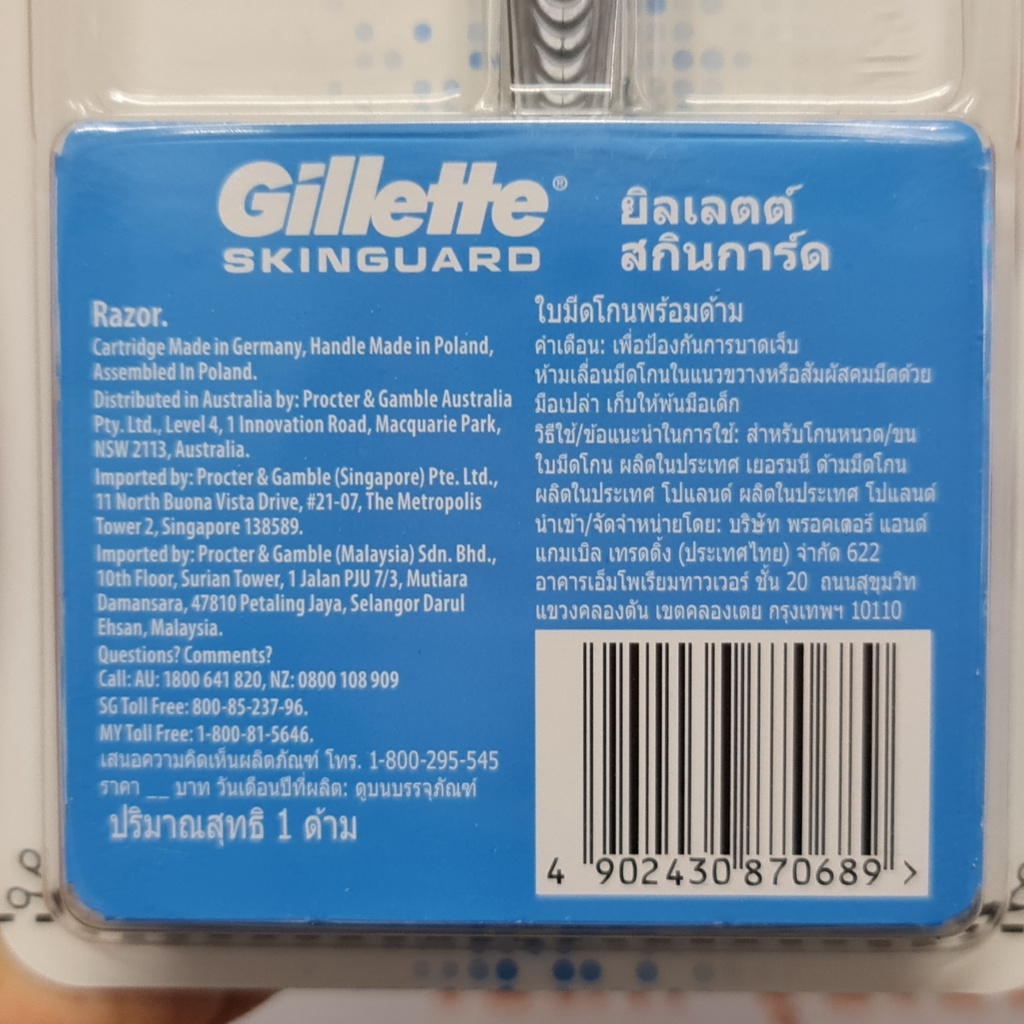 Gillette®
SKINGUARD
ยิลเลตต์
สกินการ์ด
Razor.
Cartridge Made in Germany, Handle Made in Poland,
Assembled In Poland.
Distributed in Australia by: Procter & Gamble Australia
Pty. Ltd., Level 4, 1 Innovation Road, Macquarie Park,
NSW 2113, Australia.
Imported by: Procter & Gamble (Singapore) Pte. Ltd.,
11 North Buona Vista Drive, #21-07, The Metropolis
Tower 2, Singapore 138589.
Imported by: Procter & Gamble (Malaysia) Sdn. Bhd.,
10th Floor, Surian Tower, 1 Jalan PJU 7/3, Mutiara
Damansara, 47810 Petaling Jaya, Selangor Darul
Ehsan, Malaysia.
Questions? Comments?
Call: AU: 1800 641 820, NZ: 0800 108 909
SG Toll Free: 800-85-237-96.
MY Toll Free: 1-800-81-5646.
เสนอความคิดเห็นผลิตภัณฑ์ โทร. 1-800-295-545
ราคา __ บาท วันเดือนปีที่ผลิต: ดูบนบรรจุภัณฑ์
ปริมาณสุทธิ 1 ด้าม
ใบมีดโกนพร้อมด้าม
คำเตือน: เพื่อป้องกันการบาดเจ็บ
ห้ามเลื่อนมีดโกนในแนวขวางหรือสัมผัสคมมีดด้วย
มือเปล่า เก็บให้พ้นมือเด็ก
วิธีใช้/ข้อแนะนำในการใช้: สำหรับโกนหนวด/ขน
ใบมีดโกน ผลิตในประเทศ เยอรมนี ด้ามมีดโกน
ผลิตในประเทศ โปแลนด์ ผลิตในประเทศ โปแลนด์
นำเข้า/จัดจำหน่ายโดย: บริษัท พรอคเตอร์ แอนด์
แกมเบิล เทรดดิ้ง (ประเทศไทย) จำกัด 622
อาคารเอ็มโพเรียมทาวเวอร์ ชั้น 20 ถนนสุขุมวิท
แขวงคลองตัน เขตคลองเตย กรุงเทพฯ 10110
4 902430 870689 >